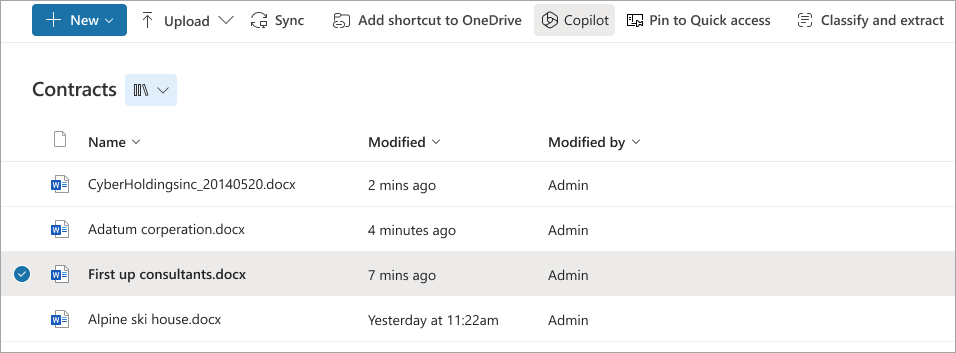 New Upload Sync Add shortcut to OneDrive Copilot Pin to Quick access Classify and extract
Contracts
Name Modified Modified by
CyberHoldingsinc_20140520.docx 2 mins ago Admin
Adatum corperation.docx 4 minutes ago Admin
First up consultants.docx 7 mins ago Admin
Alpine ski house.docx Yesterday at 11:22am Admin